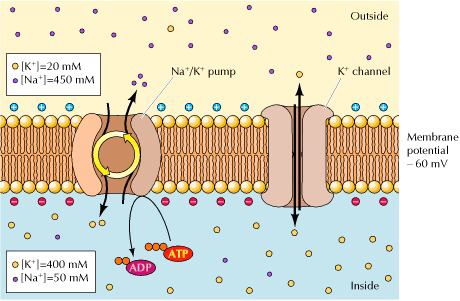 Outside
[K⁺]=20 mM
[Na⁺]=450 mM
Na⁺/K⁺ pump
K⁺ channel
+ + + + + + + +
Membrane
potential
– 60 mV
– – – – – – – –
[K⁺]=400 mM
[Na⁺]=50 mM
ATP
ADP
Inside